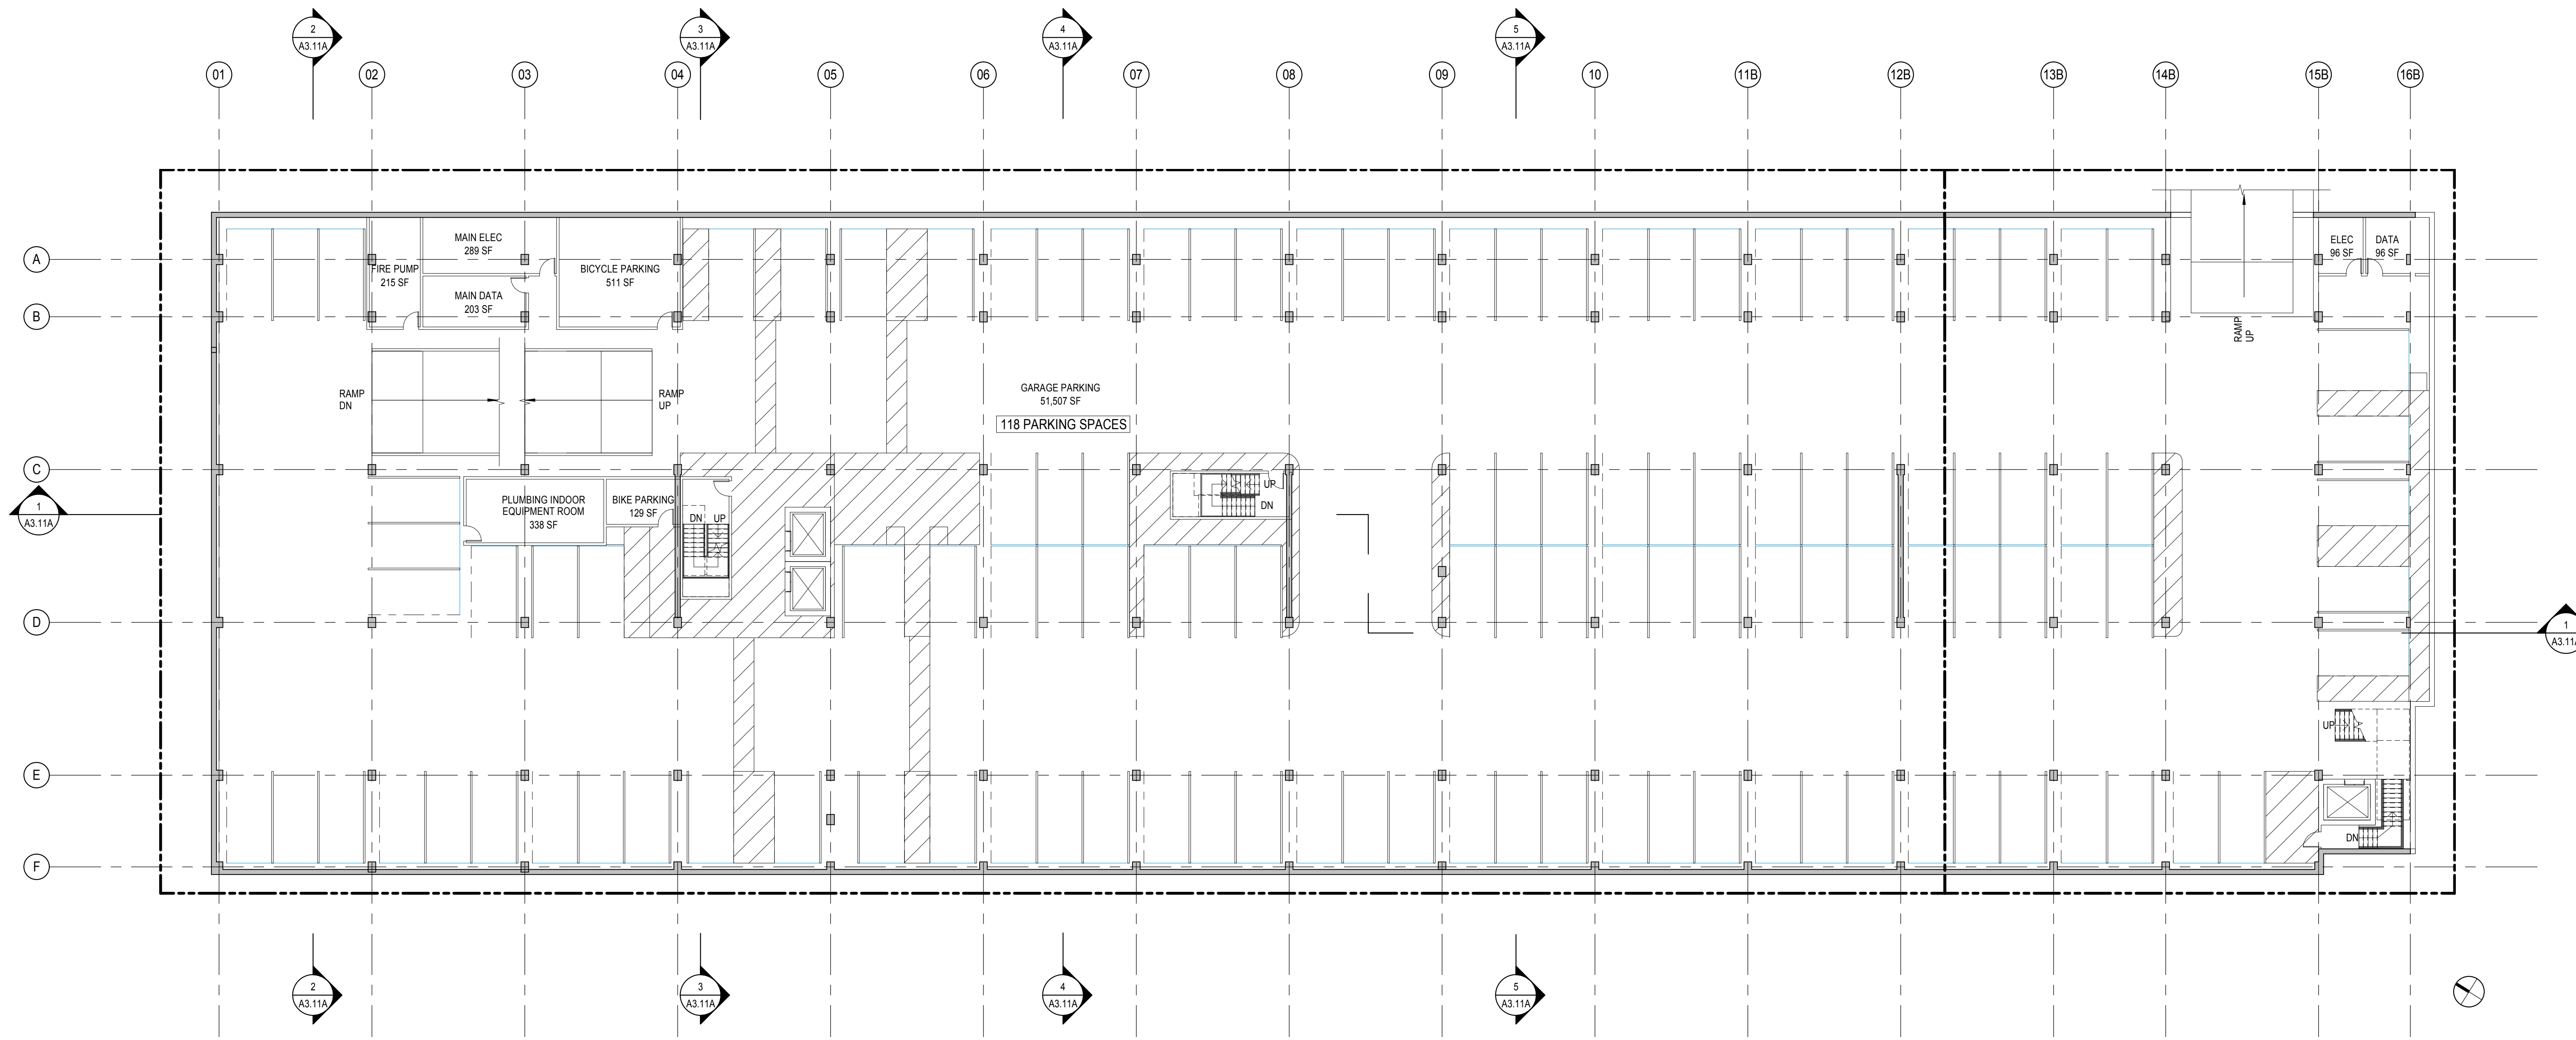 2
A3.11A
3
A3.11A
4
A3.11A
5
A3.11A
01
02
03
04
05
06
07
08
09
10
11B
12B
13B
14B
15B
16B
A
B
C
D
E
F
MAIN ELEC
289 SF
FIRE PUMP
215 SF
MAIN DATA
203 SF
BICYCLE PARKING
511 SF
ELEC
96 SF
DATA
96 SF
RAMP
UP
RAMP
DN
RAMP
UP
GARAGE PARKING
51,507 SF
118 PARKING SPACES
PLUMBING INDOOR
EQUIPMENT ROOM
338 SF
BIKE PARKING
129 SF
DN
UP
UP
DN
1
A3.11A
1
A3.11A
UP
DN
2
A3.11A
3
A3.11A
4
A3.11A
5
A3.11A